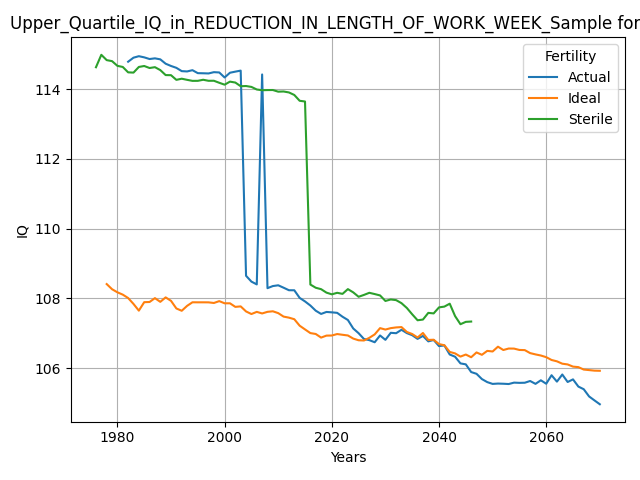 Upper_Quartile_IQ_in_REDUCTION_IN_LENGTH_OF_WORK_WEEK_Sample for
Fertility
Actual
Ideal
Sterile
114
112
110
108
106
IQ
1980
2000
2020
2040
2060
Years